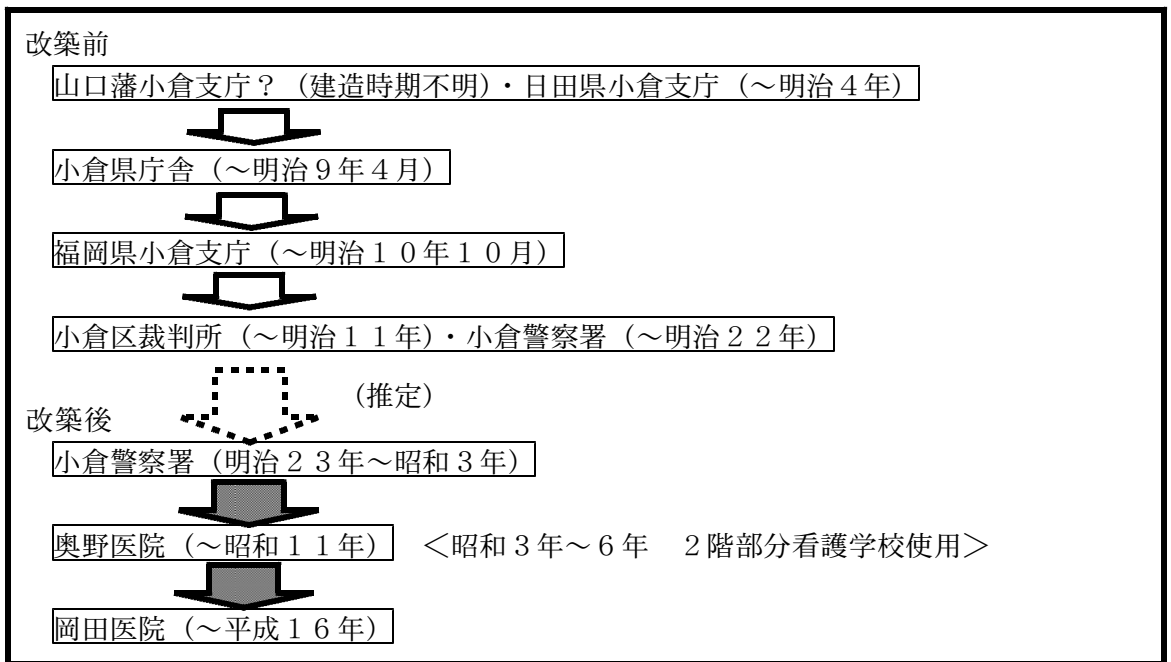 改築前
山口藩小倉支庁？（建造時期不明）・日田県小倉支庁（～明治４年）
小倉県庁舎（～明治９年４月）
福岡県小倉支庁（～明治１０年１０月）
小倉区裁判所（～明治１１年）・小倉警察署（～明治２２年）
（推定）
改築後
小倉警察署（明治２３年～昭和３年）
奥野医院（～昭和１１年）　＜昭和３年～６年　２階部分看護学校使用＞
岡田医院（～平成１６年）